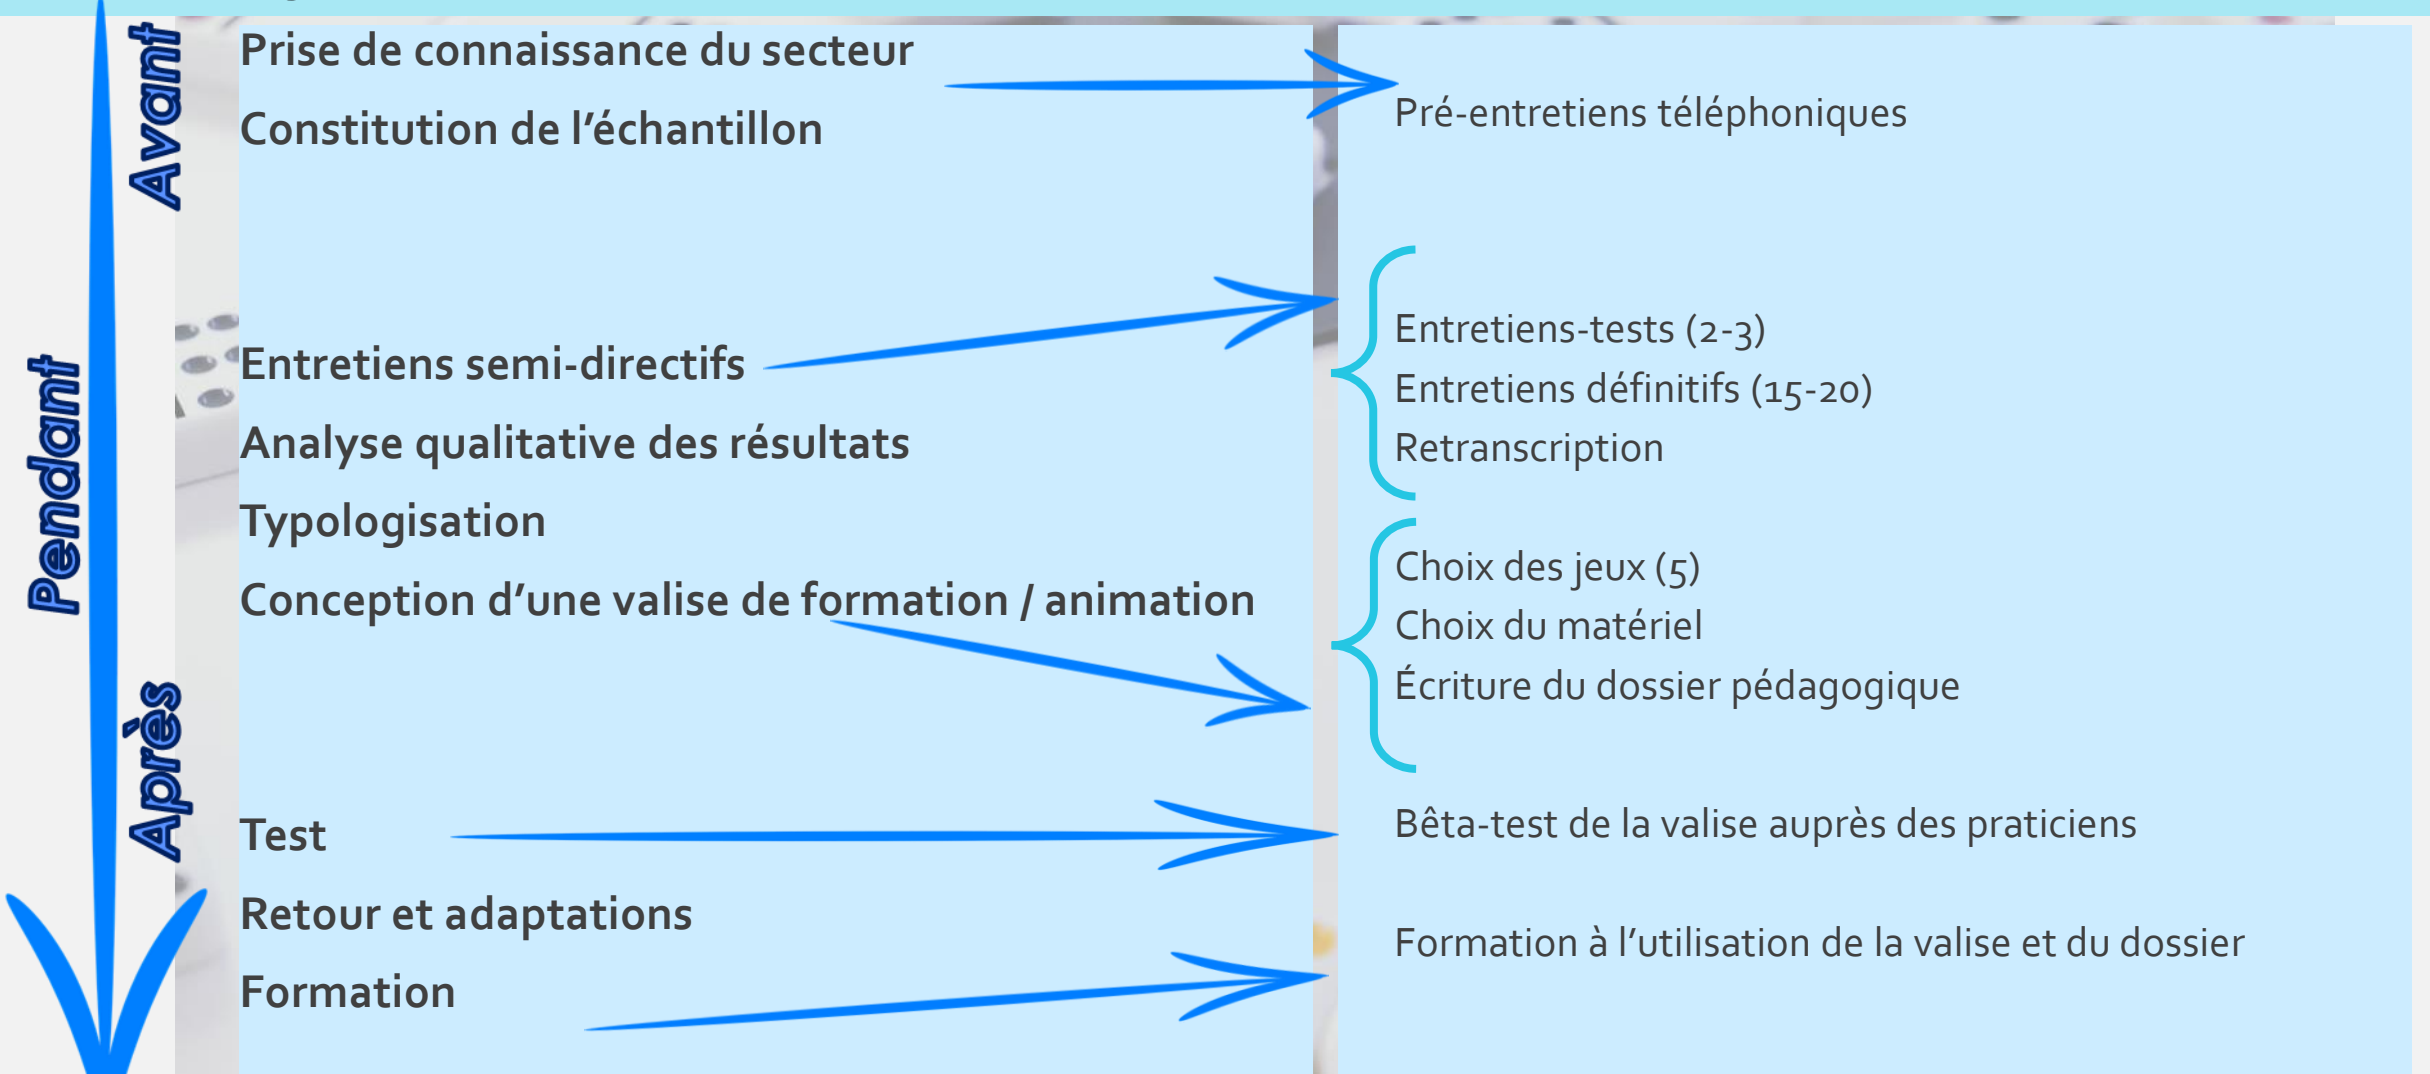 Avant
Prise de connaissance du secteur
Constitution de l’échantillon
Pré-entretiens téléphoniques
Pendant
Entretiens semi-directifs
Analyse qualitative des résultats
Typologisation
Conception d’une valise de formation / animation
Entretiens-tests (2-3)
Entretiens définitifs (15-20)
Retranscription
Choix des jeux (5)
Choix du matériel
Écriture du dossier pédagogique
Après
Test
Retour et adaptations
Formation
Bêta-test de la valise auprès des praticiens
Formation à l’utilisation de la valise et du dossier